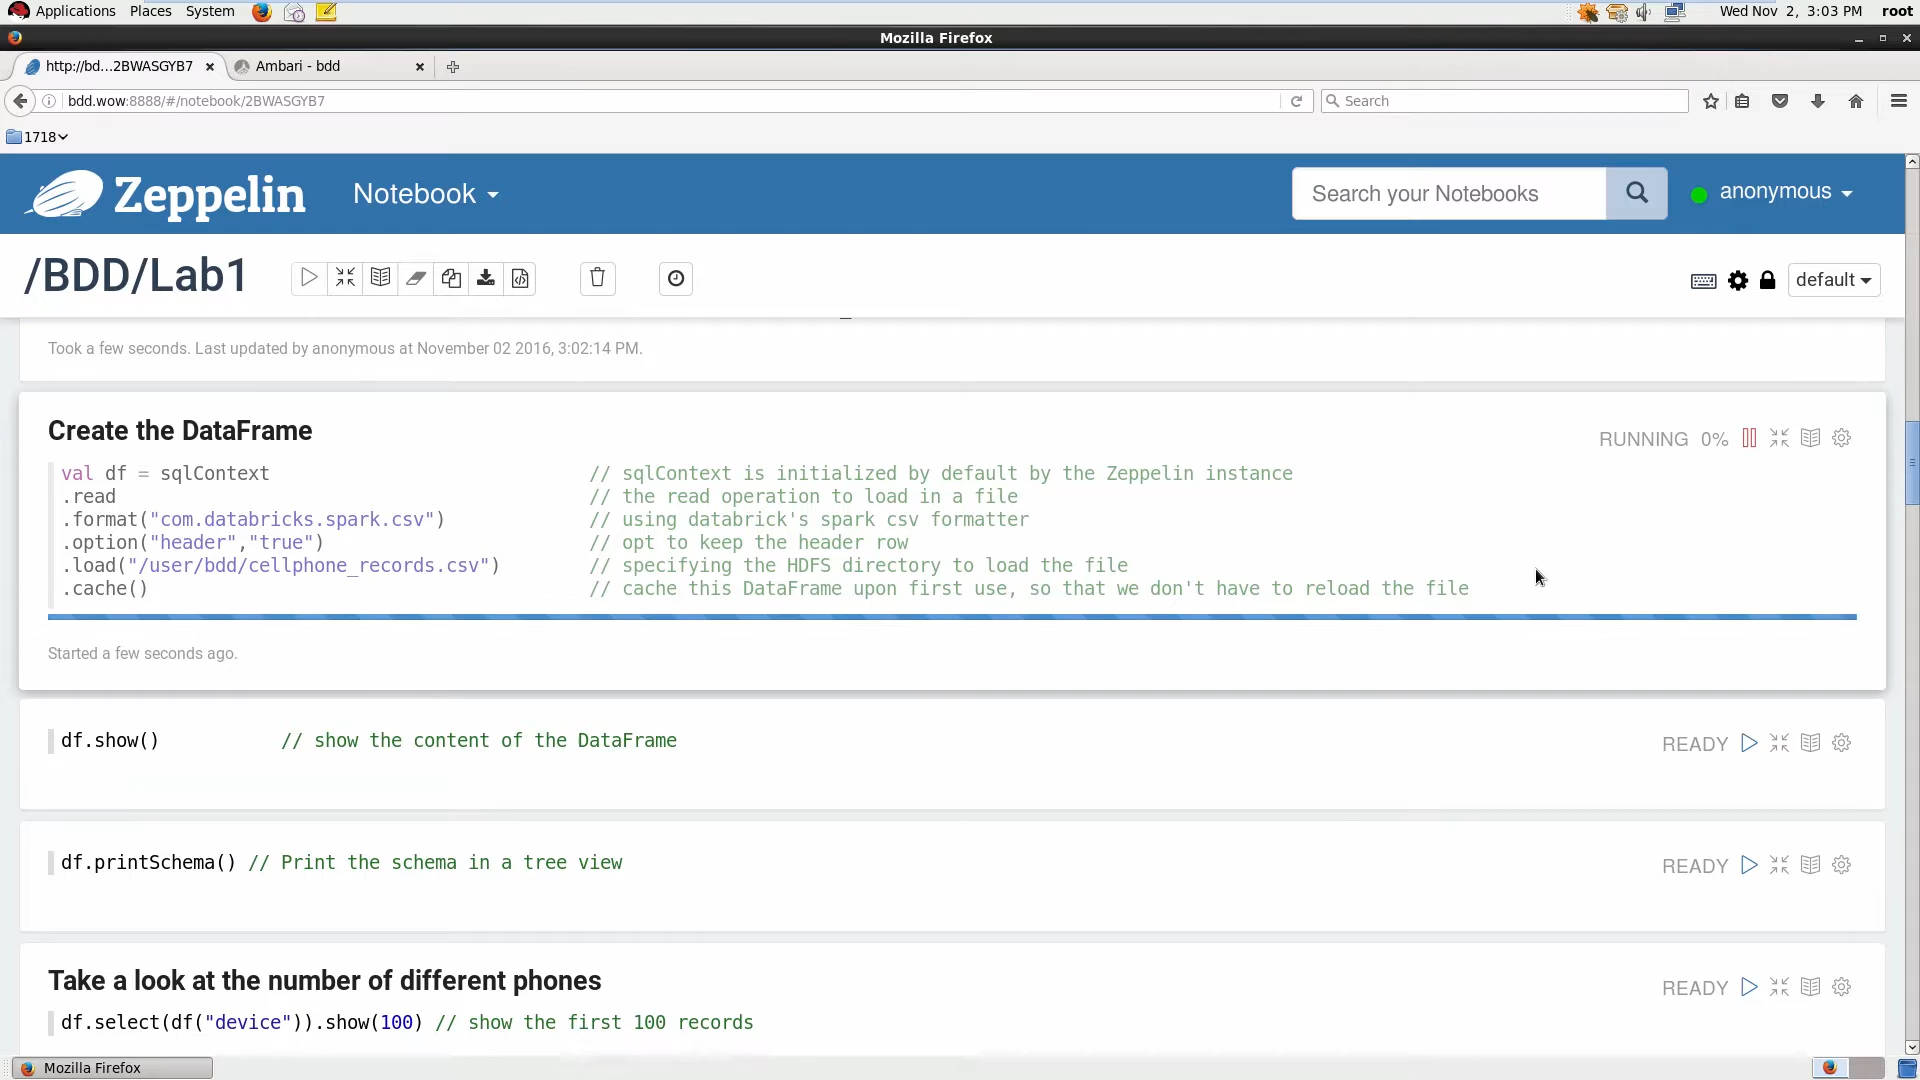 Applications Places System Wed Nov 2, 3:03 PM root
Mozilla Firefox
http://bd...2BWASGYB7 Ambari - bdd
bdd.wow:8888/#/notebook/2BWASGYB7 Search
1718
Zeppelin Notebook Search your Notebooks anonymous
/BDD/Lab1 default
Took a few seconds. Last updated by anonymous at November 02 2016, 3:02:14 PM.
Create the DataFrame RUNNING 0%
val df = sqlContext // sqlContext is initialized by default by the Zeppelin instance
.read // the read operation to load in a file
.format("com.databricks.spark.csv") // using databrick's spark csv formatter
.option("header","true") // opt to keep the header row
.load("/user/bdd/cellphone_records.csv") // specifying the HDFS directory to load the file
.cache() // cache this DataFrame upon first use, so that we don't have to reload the file
Started a few seconds ago.
df.show() // show the content of the DataFrame READY
df.printSchema() // Print the schema in a tree view READY
Take a look at the number of different phones READY
df.select(df("device")).show(100) // show the first 100 records
Mozilla Firefox